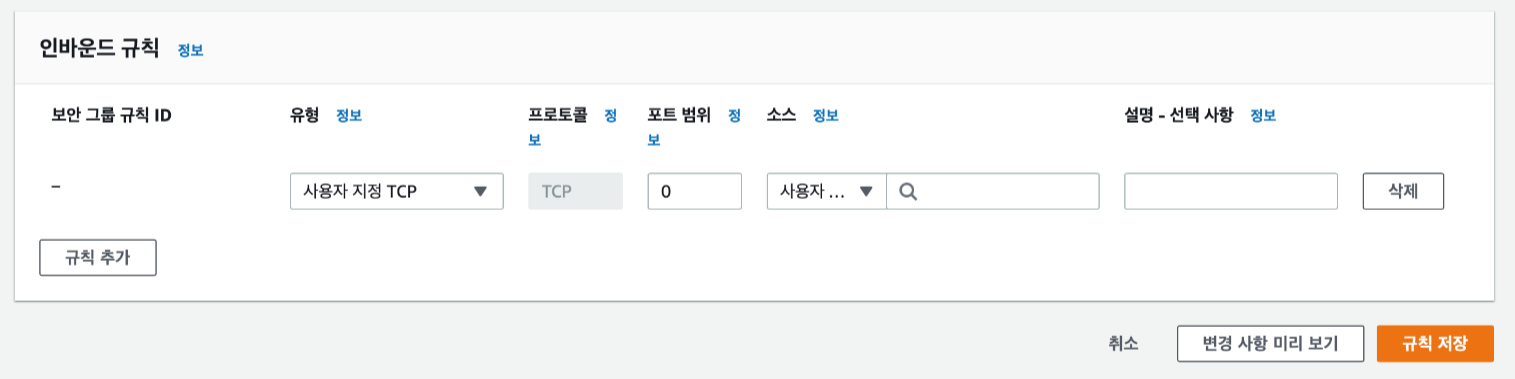 인바운드 규칙 정보
보안 그룹 규칙 ID 유형 정보 프로토콜 정보 포트 범위 정보 소스 정보 설명 - 선택 사항 정보
– 사용자 지정 TCP TCP 0 사용자 ... 삭제
규칙 추가
취소 변경 사항 미리 보기 규칙 저장